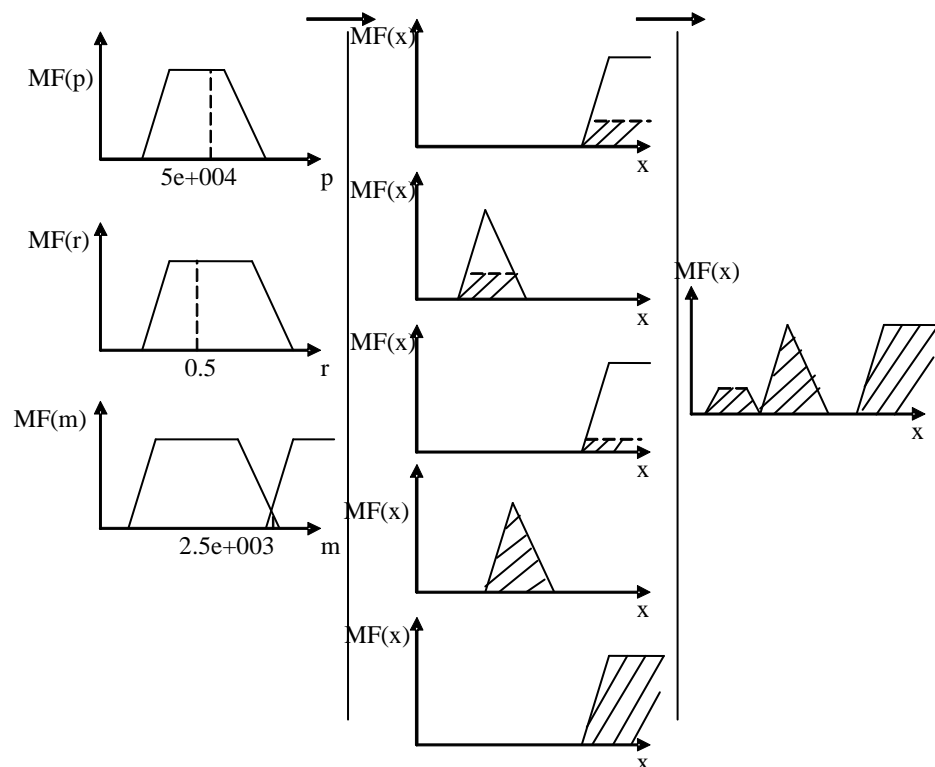 MF(p)
5e+004
p
MF(r)
0.5
r
MF(m)
2.5e+003
m
MF(x)
x
MF(x)
x
MF(x)
x
MF(x)
x
MF(x)
x
MF(x)
x